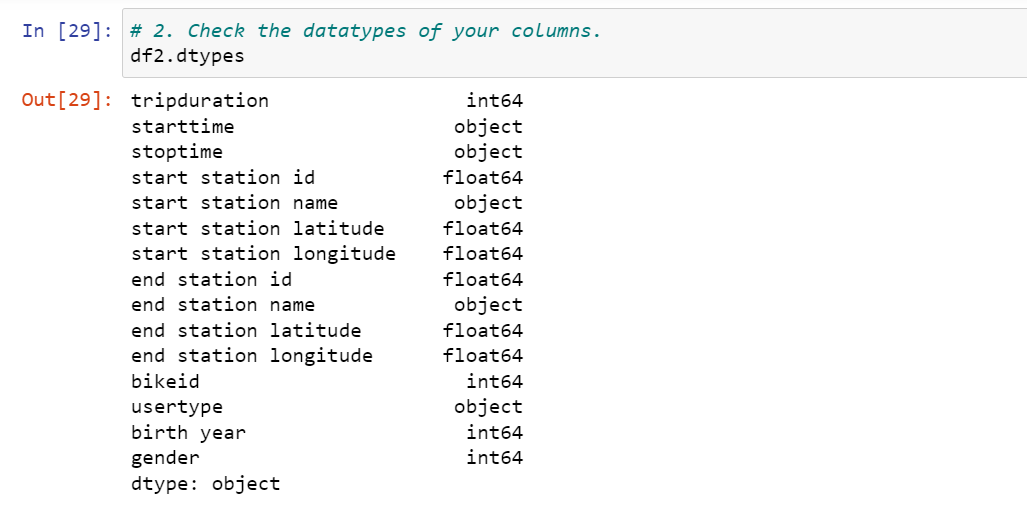 In [29]: # 2. Check the datatypes of your columns.
df2.dtypes
Out[29]: tripduration int64
starttime object
stoptime object
start station id float64
start station name object
start station latitude float64
start station longitude float64
end station id float64
end station name object
end station latitude float64
end station longitude float64
bikeid int64
usertype object
birth year int64
gender int64
dtype: object